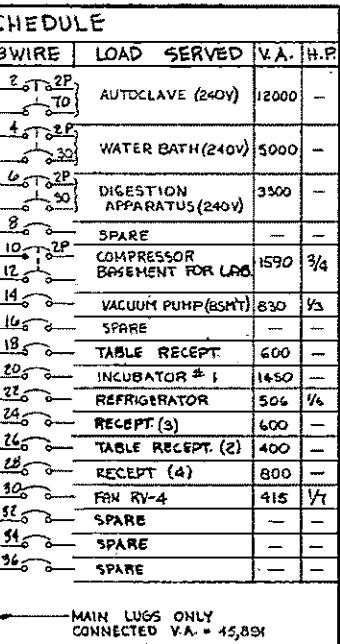 CHEDULE
3WIRE LOAD SERVED V.A. H.P.
2 2P 70 AUTOCLAVE (240V) 12000 —
4 2P 30 WATER BATH (240V) 5000 —
6 2P 30 DIGESTION APPARATUS (240V) 3500 —
8 SPARE — —
10 2P 12 COMPRESSOR BASEMENT FOR LAB 1590 3/4
14 VACUUM PUMP (BSMT) 830 1/3
16 SPARE — —
18 TABLE RECEPT 600 —
20 INCUBATOR # 1 1450 —
22 REFRIGERATOR 506 1/6
24 RECEPT. (3) 600 —
26 TABLE RECEPT. (2) 400 —
28 RECEPT (4) 800 —
30 FAN RV-4 415 1/7
32 SPARE — —
34 SPARE — —
36 SPARE — —
MAIN LUGS ONLY
CONNECTED V.A. = 45,891